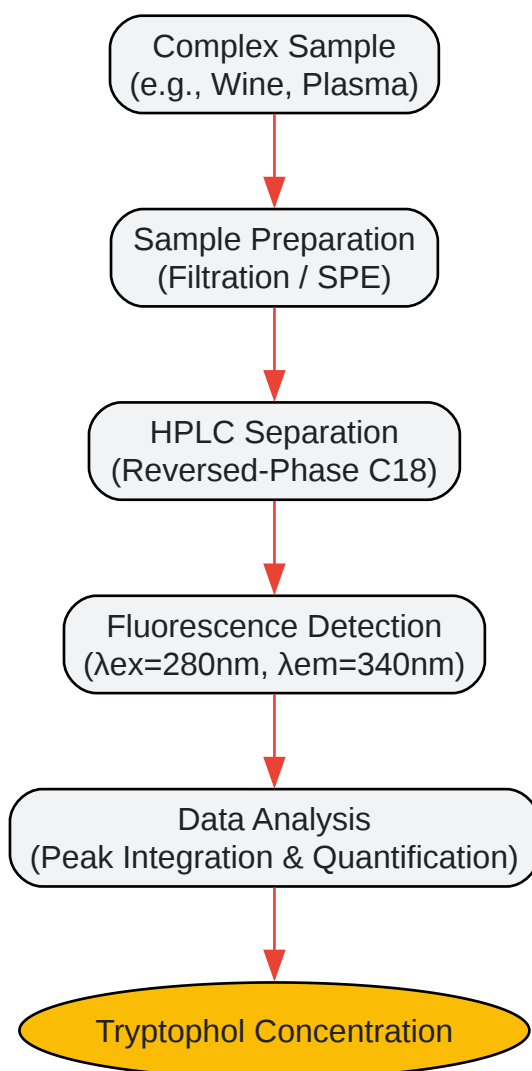 Complex Sample
(e.g., Wine, Plasma)
Sample Preparation
(Filtration / SPE)
HPLC Separation
(Reversed-Phase C18)
Fluorescence Detection
(λex=280nm, λem=340nm)
Data Analysis
(Peak Integration & Quantification)
Tryptophol Concentration